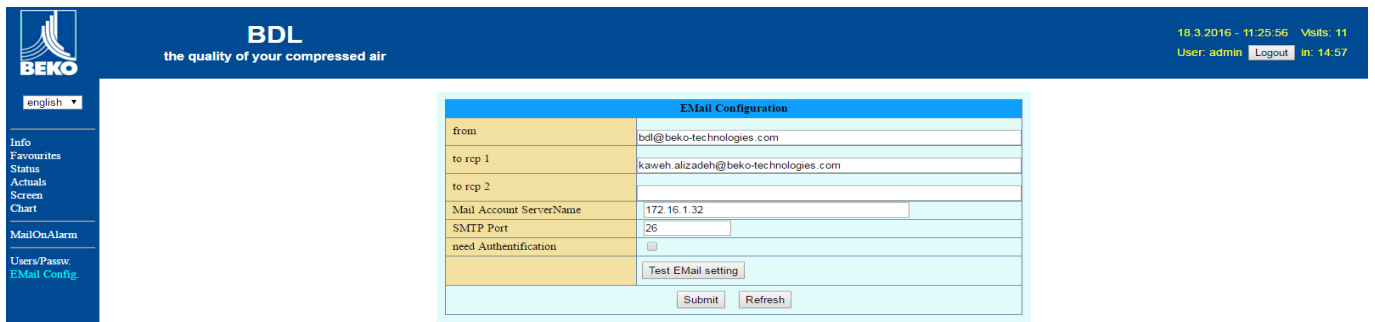 BEKO
BDL
the quality of your compressed air
18.3.2016 - 11:25:56 Visits: 11
User: admin Logout in: 14:57
english
Info
Favourites
Status
Actuals
Screen
Chart
MailOnAlarm
Users/Passw.
EMail Config.
EMail Configuration
from bdl@beko-technologies.com
to rcp 1 kaweh.alizadeh@beko-technologies.com
to rcp 2
Mail Account ServerName 172.16.1.32
SMTP Port 26
need Authentification
Test EMail setting
Submit Refresh